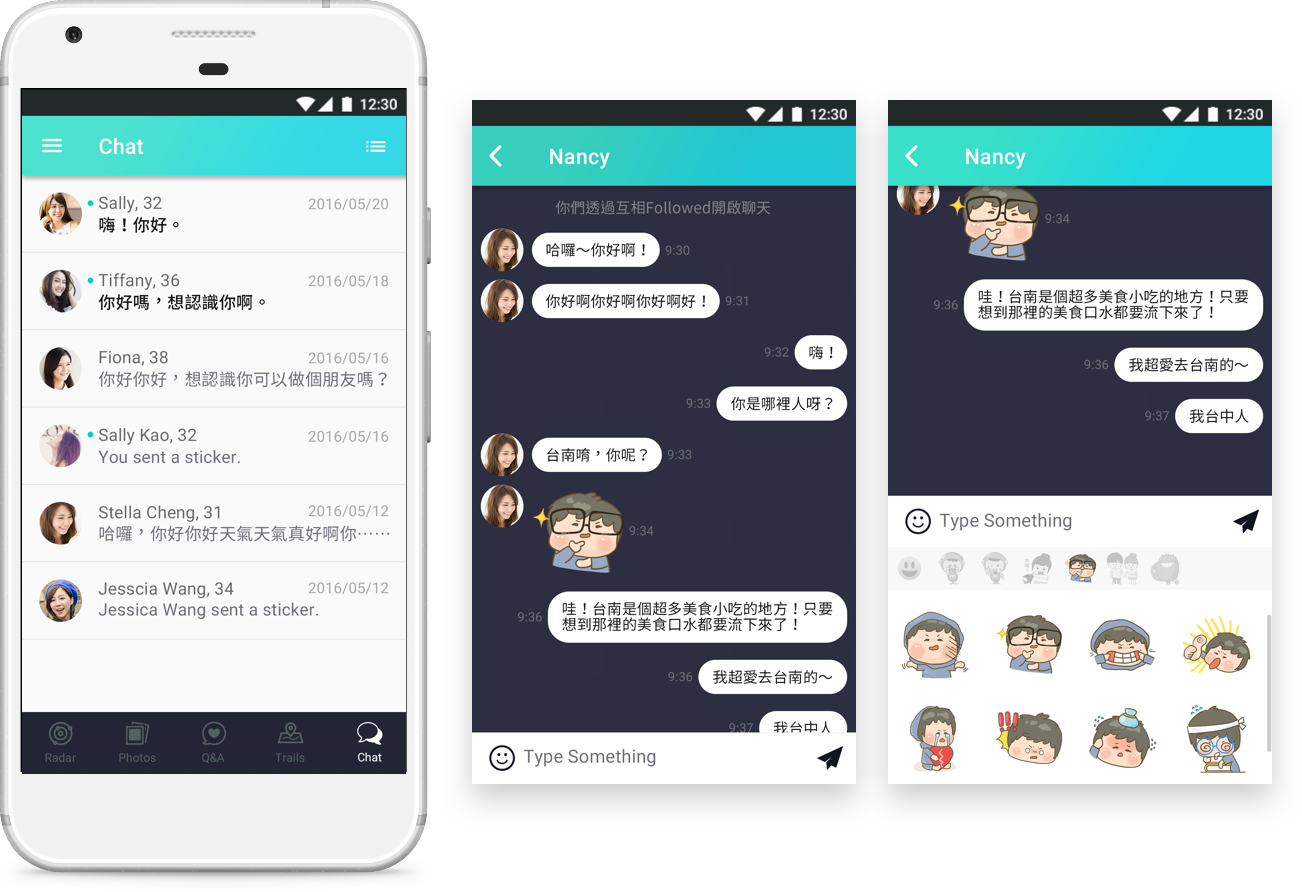 12:30
Chat
Sally, 32
2016/05/20
嗨！你好。
Tiffany, 36
2016/05/18
你好嗎，想認識你啊。
Fiona, 38
2016/05/16
你好你好，想認識你可以做個朋友嗎？
Sally Kao, 32
2016/05/16
You sent a sticker.
Stella Cheng, 31
2016/05/12
哈囉，你好你好天氣天氣真好啊你⋯⋯
Jesscia Wang, 34
2016/05/12
Jessica Wang sent a sticker.
Radar
Photos
Q&A
Trails
Chat
12:30
Nancy
你們透過互相Followed開啟聊天
哈囉～你好啊！
9:30
你好啊你好啊你好啊好！
9:31
9:32
嗨！
9:33
你是哪裡人呀？
台南唷，你呢？
9:33
9:34
9:36
哇！台南是個超多美食小吃的地方！只要
想到那裡的美食口水都要流下來了！
9:36
我超愛去台南的～
9:37
我台中人
Type Something
12:30
Nancy
9:34
9:36
哇！台南是個超多美食小吃的地方！只要
想到那裡的美食口水都要流下來了！
9:36
我超愛去台南的～
9:37
我台中人
Type Something